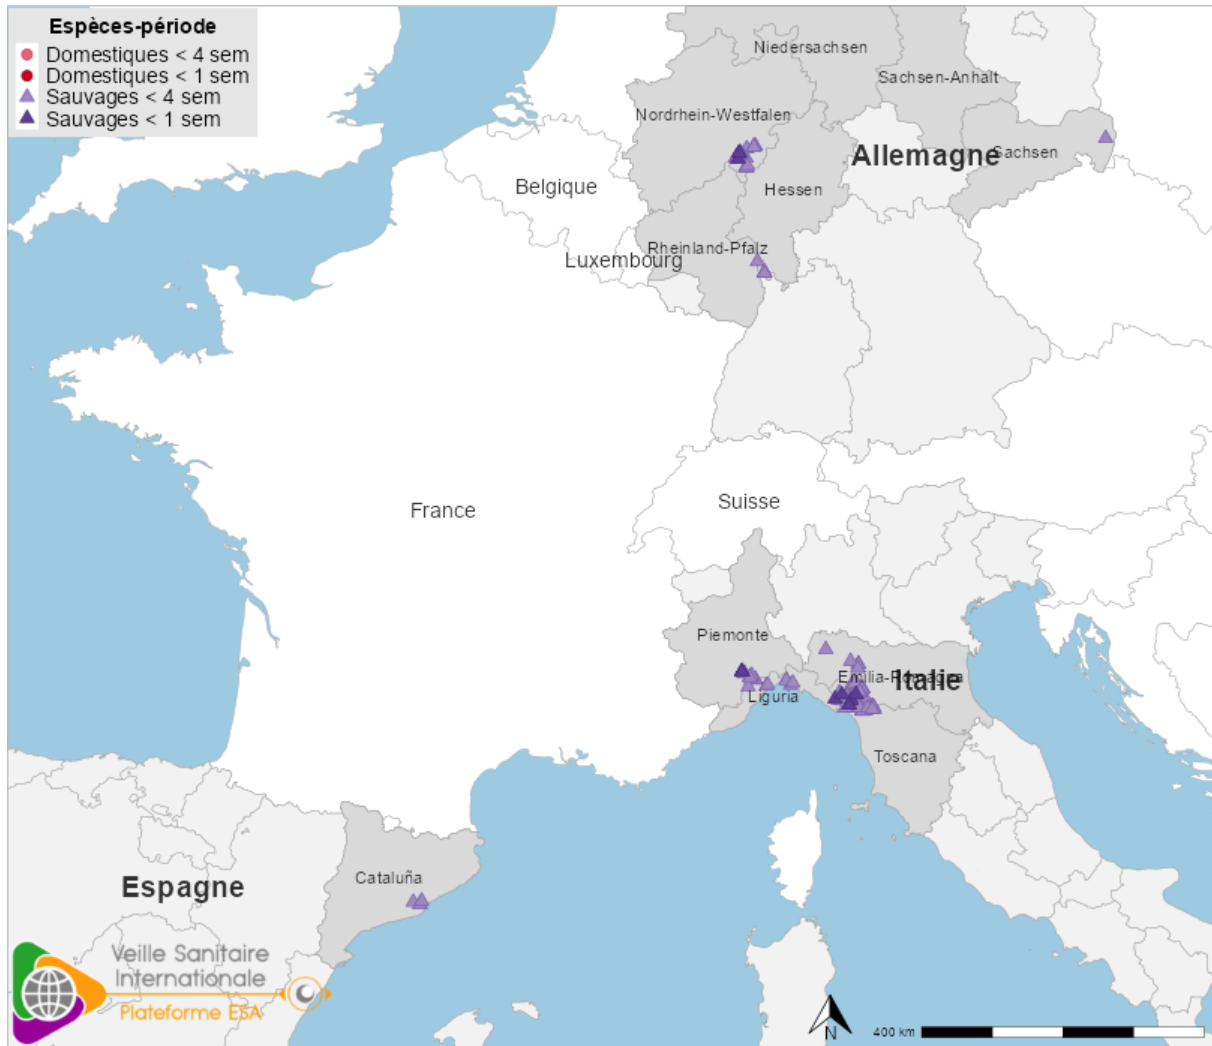 Espèces-période
Domestiques < 4 sem
Domestiques < 1 sem
Sauvages < 4 sem
Sauvages < 1 sem
Niedersachsen
Sachsen-Anhalt
Nordrhein-Westfalen
Allemagne
Sachsen
Belgique
Hessen
Rheinland-Pfalz
Luxembourg
France
Suisse
Piemonte
Emilia-Romagna
Italie
Liguria
Toscana
Cataluña
Espagne
Veille Sanitaire
Internationale
Plateforme ESA
400 km
N